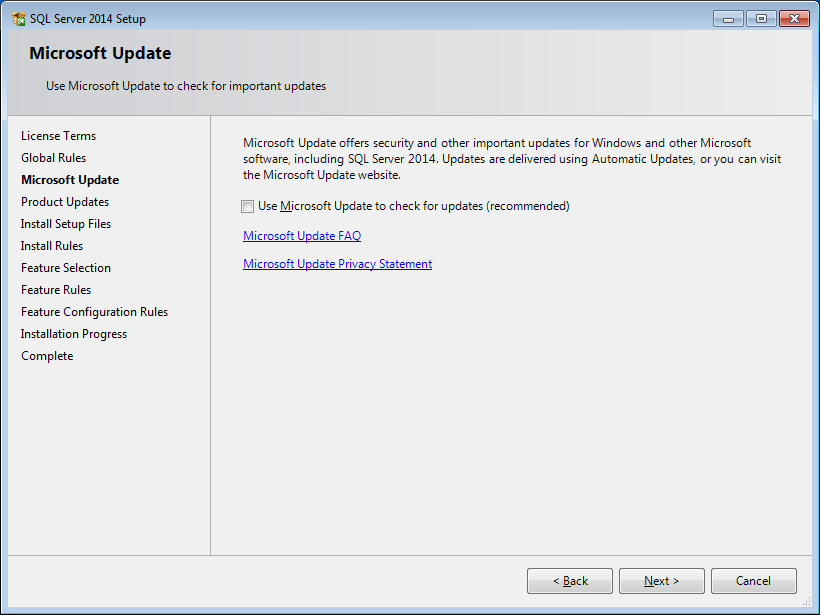 SQL Server 2014 Setup
Microsoft Update
Use Microsoft Update to check for important updates
License Terms
Global Rules
Microsoft Update
Product Updates
Install Setup Files
Install Rules
Feature Selection
Feature Rules
Feature Configuration Rules
Installation Progress
Complete
Microsoft Update offers security and other important updates for Windows and other Microsoft
software, including SQL Server 2014. Updates are delivered using Automatic Updates, or you can visit
the Microsoft Update website.
Use Microsoft Update to check for updates (recommended)
Microsoft Update FAQ
Microsoft Update Privacy Statement
< Back
Next >
Cancel